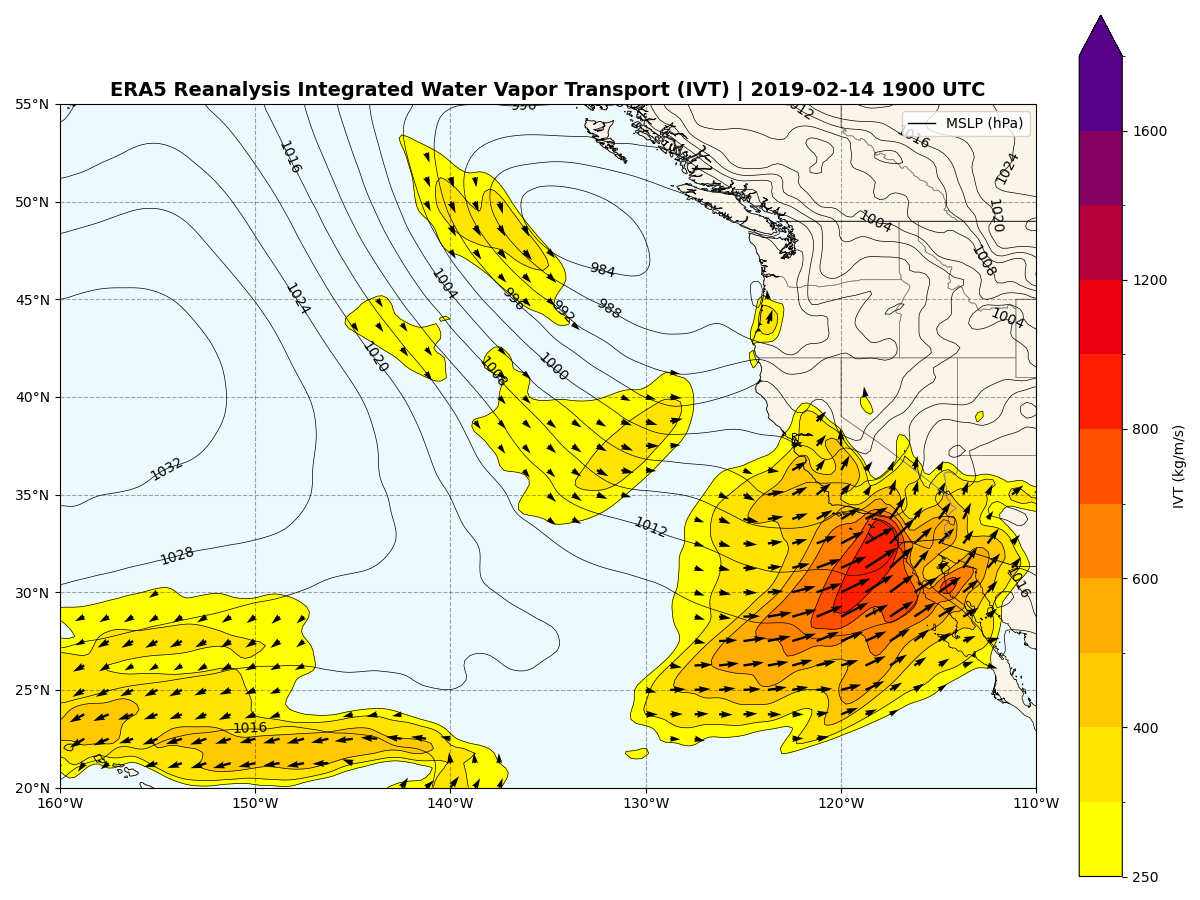 ERA5 Reanalysis Integrated Water Vapor Transport (IVT) | 2019-02-14 1900 UTC
MSLP (hPa)
55°N
50°N
45°N
40°N
35°N
30°N
25°N
20°N
160°W
150°W
140°W
130°W
120°W
110°W
996
1012
1016
1016
1024
1020
1004
1008
1004
984
988
992
996
1004
1024
1020
1008
1000
1032
1028
1012
1016
1016
1600
1200
800
600
400
250
IVT (kg/m/s)